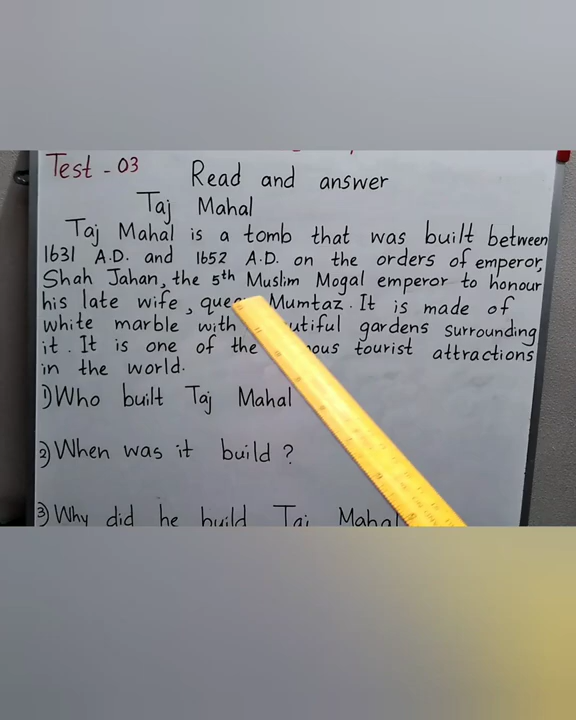 Test - 03
Read and answer
Taj Mahal
Taj Mahal is a tomb that was built between
1631 A.D. and 1652 A.D. on the orders of emperor,
Shah Jahan, the 5th Muslim Mogal emperor to honour
his late wife, Mumtaz. It is made of
white marble with gardens surrounding
it. It is one of the tourist attractions
in the world.
1) Who built Taj Mahal
2) When was it build ?
3) Why did he build Taj Mahal